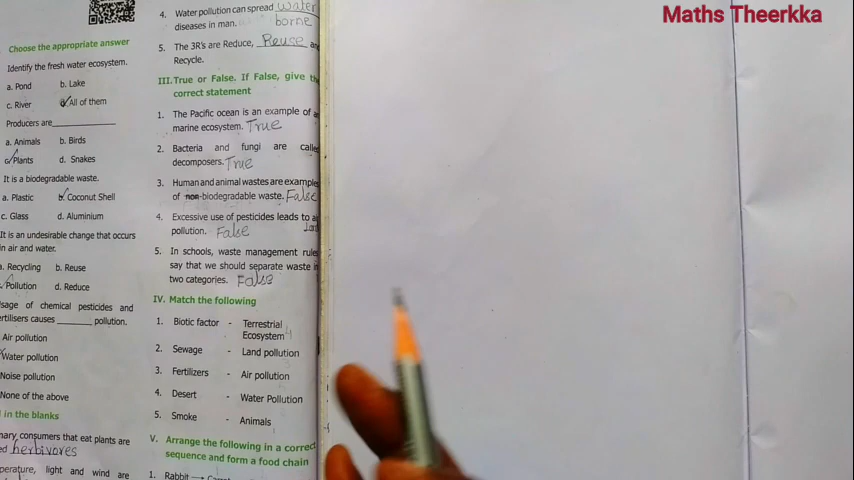 Maths Theerkka
Choose the appropriate answer
Identify the fresh water ecosystem.
a. Pond b. Lake
c. River d. All of them
Producers are
a. Animals b. Birds
c. Plants d. Snakes
It is a biodegradable waste.
a. Plastic b. Coconut Shell
c. Glass d. Aluminium
It is an undesirable change that occurs
in air and water.
a. Recycling b. Reuse
Pollution d. Reduce
sage of chemical pesticides and
ertilisers causes pollution.
Air pollution
Water pollution
Noise pollution
None of the above
in the blanks
mary consumers that eat plants are
ed herbivores
perature, light and wind are
4. Water pollution can spread water
borne
diseases in man.
5. The 3R's are Reduce, Reuse an
Recycle.
III. True or False. If False, give th
correct statement
1. The Pacific ocean is an example of a
marine ecosystem. True
2. Bacteria and fungi are calle
decomposers. True
3. Human and animal wastes are example
of non-biodegradable waste. False
4. Excessive use of pesticides leads to ai
pollution. False land
5. In schools, waste management rules
say that we should separate waste in
two categories. False
IV. Match the following
1. Biotic factor - Terrestrial
Ecosystem 4
2. Sewage - Land pollution
3
3. Fertilizers - Air pollution
4. Desert - Water Pollution
5. Smoke - Animals
V. Arrange the following in a correct
sequence and form a food chain
1. Rabbit →